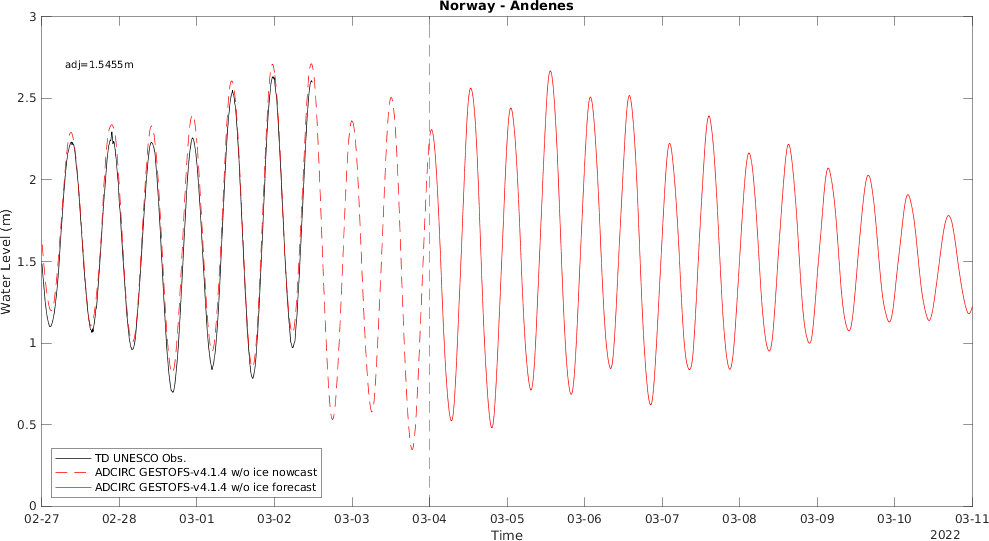 Norway - Andenes
adj=1.5455m
3
2.5
2
1.5
1
0.5
0
Water Level (m)
TD UNESCO Obs.
ADCIRC GESTOFS-v4.1.4 w/o ice nowcast
ADCIRC GESTOFS-v4.1.4 w/o ice forecast
02-27 02-28 03-01 03-02 03-03 03-04 03-05 03-06 03-07 03-08 03-09 03-10 03-11
Time
2022